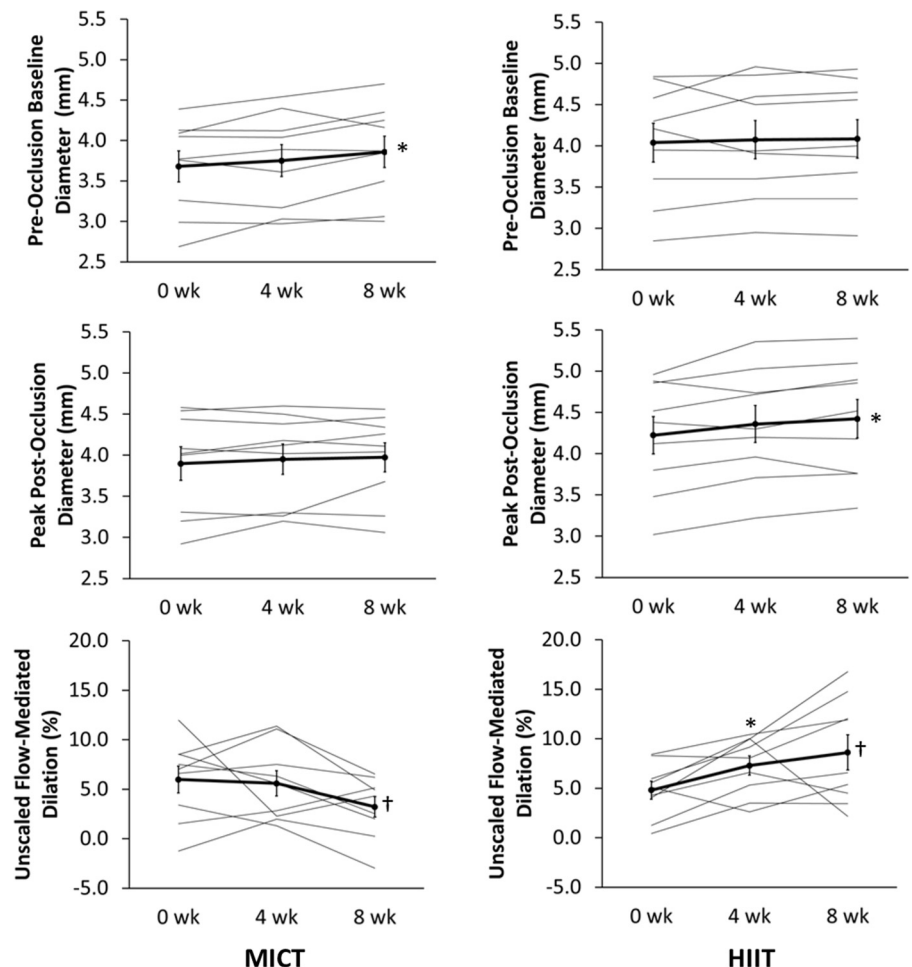 Pre-Occlusion Baseline
Diameter (mm)
5.5
5.0
4.5
4.0
3.5
3.0
2.5
*
0 wk
4 wk
8 wk
Pre-Occlusion Baseline
Diameter (mm)
5.5
5.0
4.5
4.0
3.5
3.0
2.5
0 wk
4 wk
8 wk
Peak Post-Occlusion
Diameter (mm)
5.5
5.0
4.5
4.0
3.5
3.0
2.5
0 wk
4 wk
8 wk
Peak Post-Occlusion
Diameter (mm)
5.5
5.0
4.5
4.0
3.5
3.0
2.5
*
0 wk
4 wk
8 wk
Unscaled Flow-Mediated
Dilation (%)
20.0
15.0
10.0
5.0
0.0
-5.0
†
0 wk
4 wk
8 wk
MICT
Unscaled Flow-Mediated
Dilation (%)
20.0
15.0
10.0
5.0
0.0
-5.0
*
†
0 wk
4 wk
8 wk
HIIT